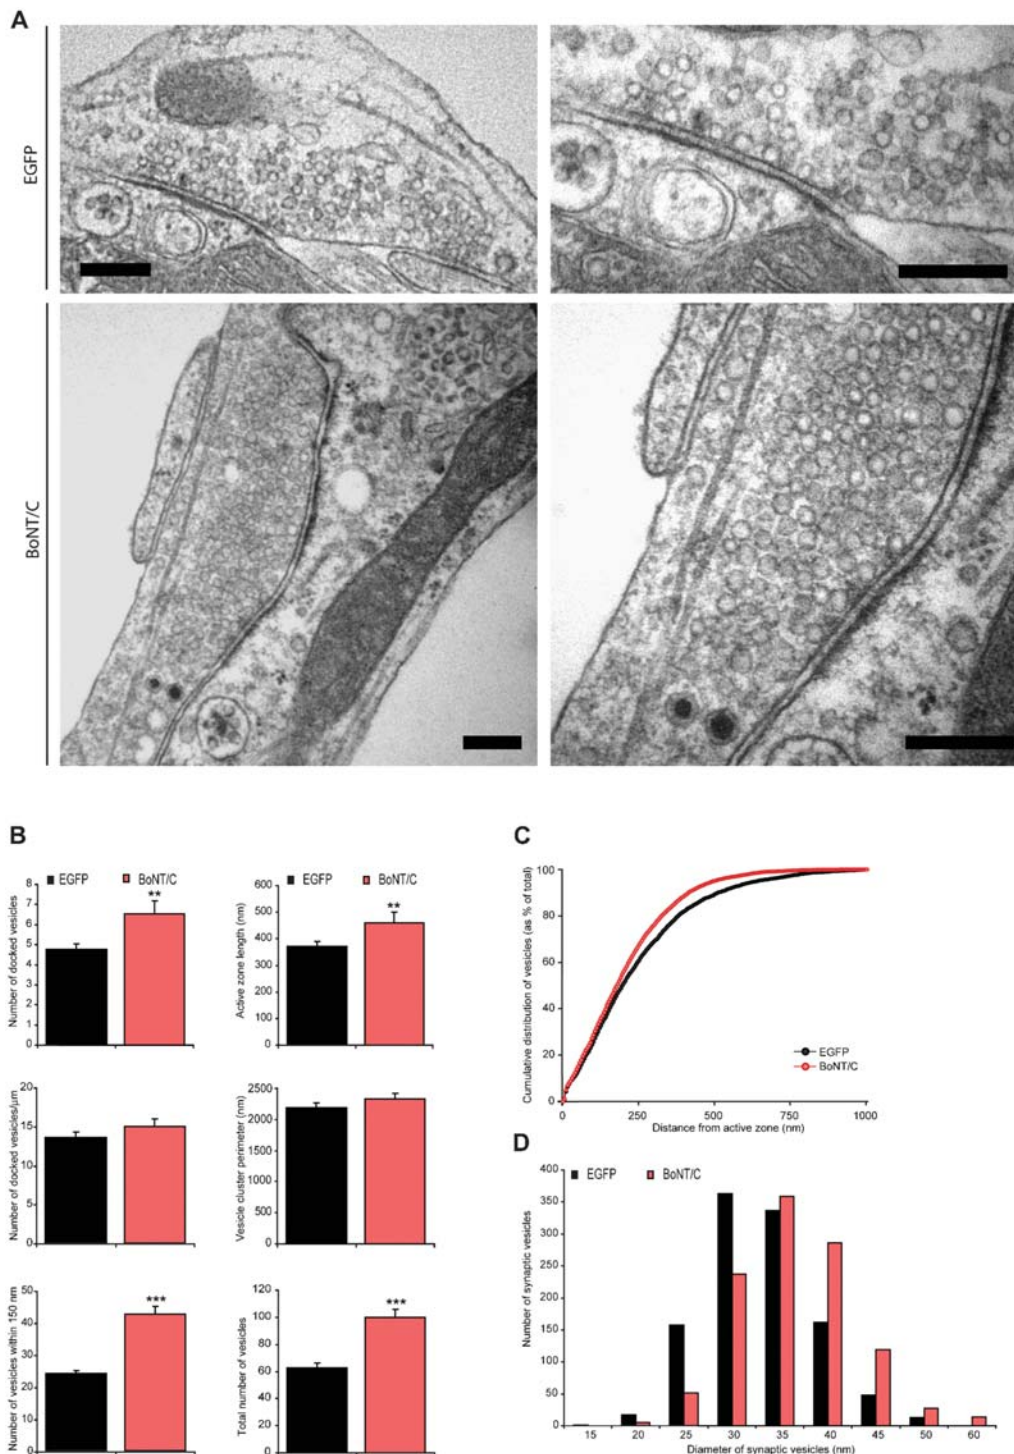 A
EGFP
BoNT/C
B
EGFP BoNT/C
Number of docked vesicles
8
7
6
5
4
3
2
1
0
**
EGFP BoNT/C
Active zone length (nm)
600
500
400
300
200
100
0
**
Number of docked vesicles/µm
20
15
10
5
0
Vesicle cluster perimeter (nm)
2500
2000
1500
1000
500
0
Number of vesicles within 150 nm
50
40
30
20
10
0
***
Total number of vesicles
120
100
80
60
40
20
0
***
C
Cumulative distribution of vesicles (as % of total)
100
80
60
40
20
0
EGFP
BoNT/C
0 250 500 750 1000
Distance from active zone (nm)
D
EGFP BoNT/C
Number of synaptic vesicles
400
350
300
250
200
150
100
50
0
15 20 25 30 35 40 45 50 60
Diameter of synaptic vesicles (nm)